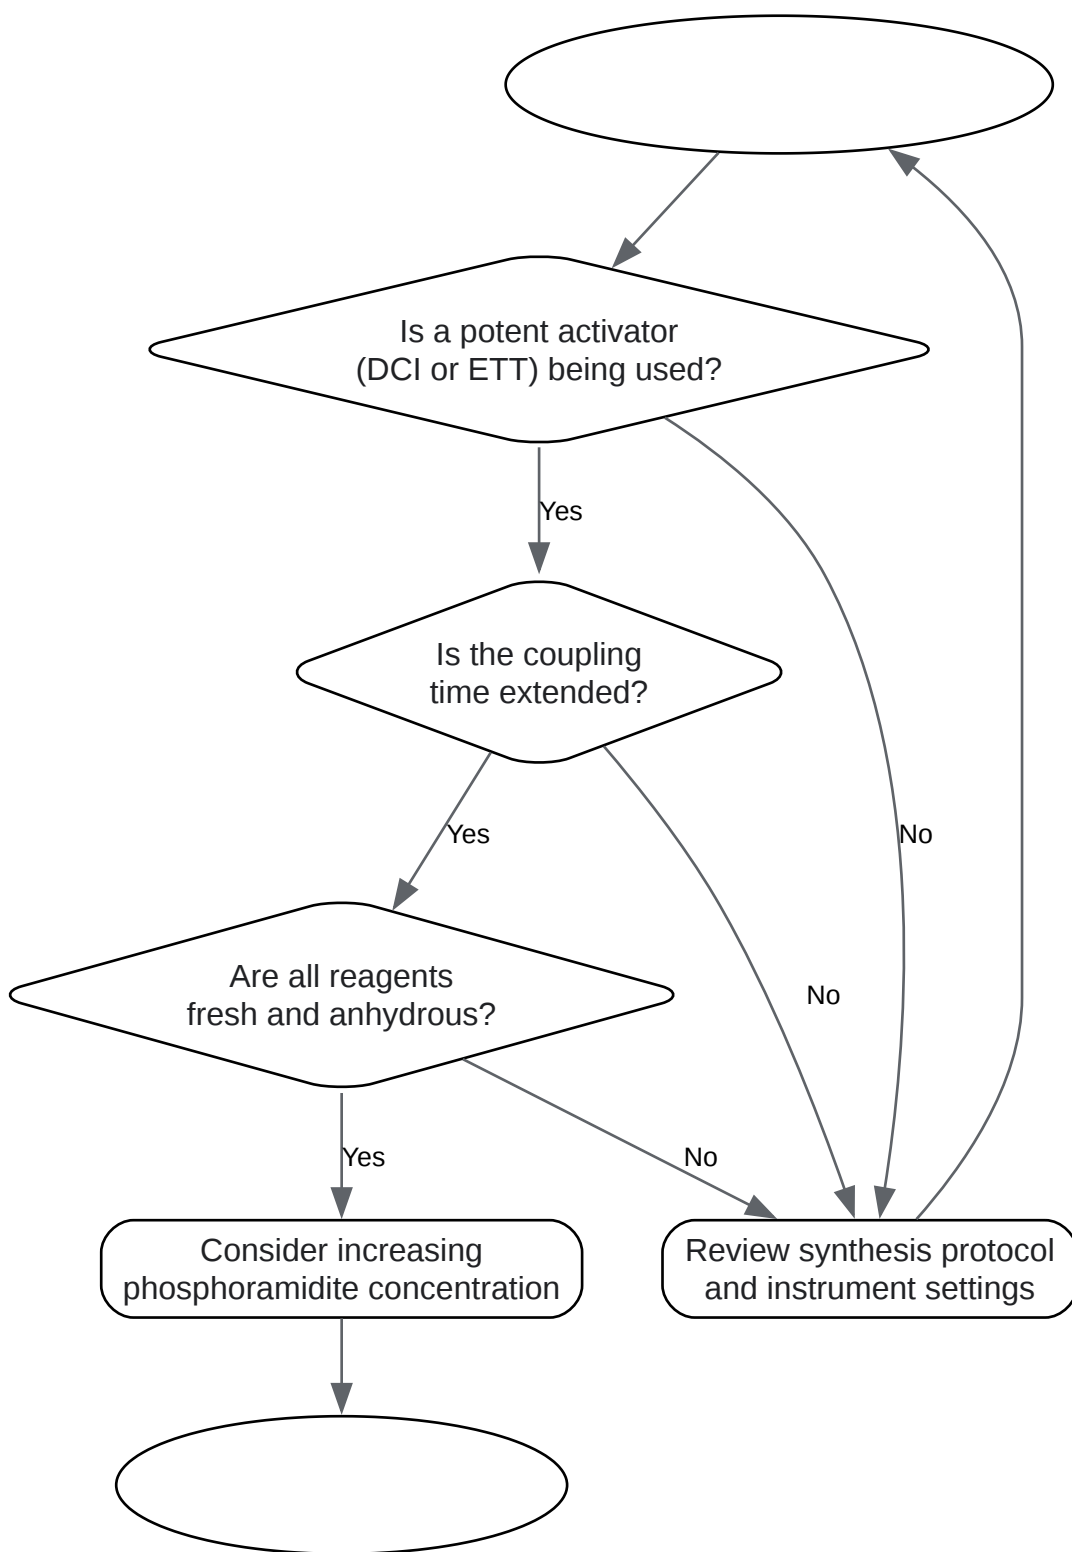 Is a potent activator
(DCI or ETT) being used?
Yes
Is the coupling
time extended?
Yes
No
Are all reagents
fresh and anhydrous?
No
Yes
No
Consider increasing
phosphoramidite concentration
Review synthesis protocol
and instrument settings